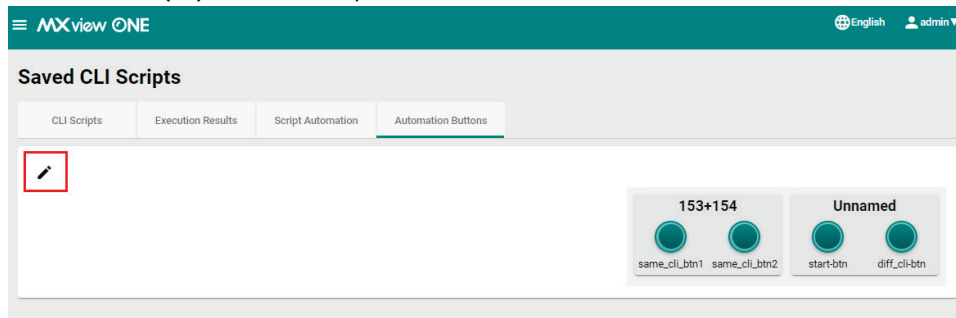 MXview ONE
English
admin
Saved CLI Scripts
CLI Scripts
Execution Results
Script Automation
Automation Buttons
153+154
Unnamed
same_cli_btn1
same_cli_btn2
start-btn
diff_cli-btn